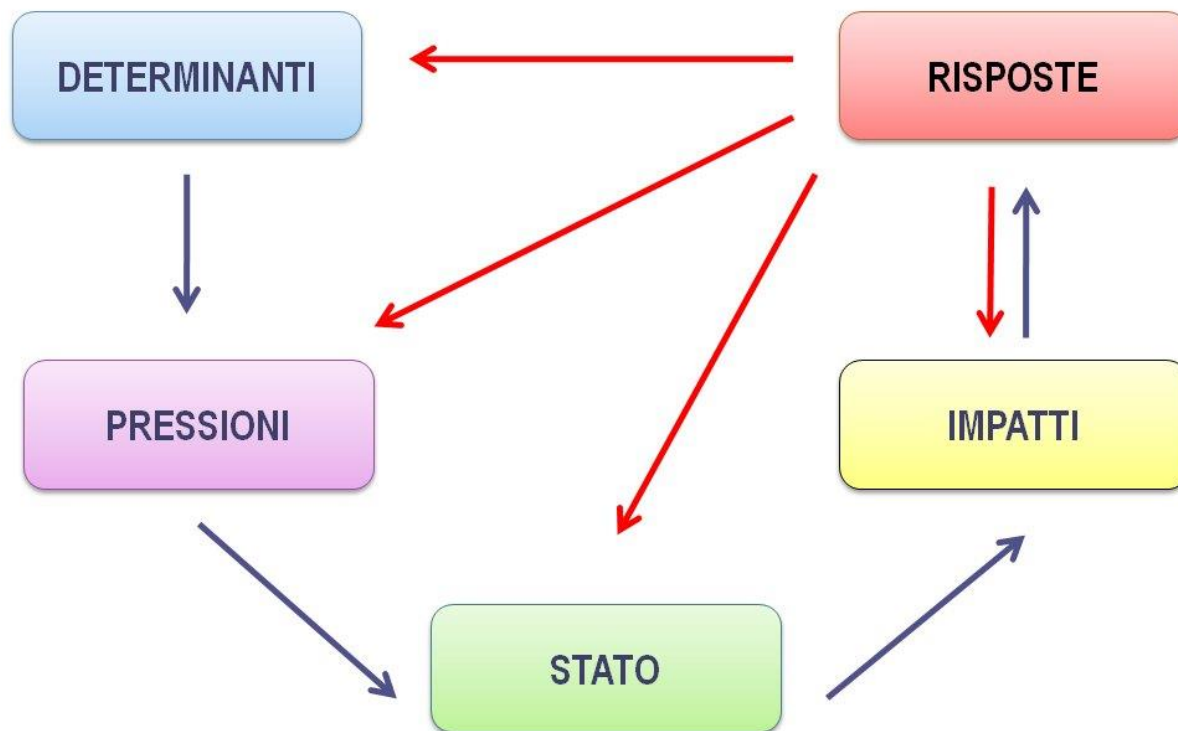 DETERMINANTI
RISPOSTE
PRESSIONI
IMPATTI
STATO